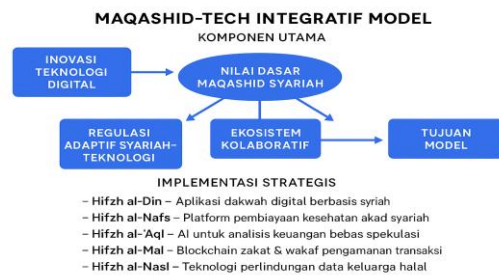 MAQASHID-TECH INTEGRATIF MODEL
KOMPONEN UTAMA
INOVASI
TEKNOLOGI
DIGITAL
NILAI DASAR
MAQASHID SYARIAH
REGULASI
ADAPTIF SYARIAH-
TEKNOLOGI
EKOSISTEM
KOLABORATIF
TUJUAN
MODEL
IMPLEMENTASI STRATEGIS
– Hifzh al-Din – Aplikasi dakwah digital berbasis syriah
– Hifzh al-Nafs – Platform pembiayaan kesehatan akad syariah
– Hifzh al-'Aql – AI untuk analisis keuangan bebas spekulasi
– Hifzh al-Mal – Blockchain zakat & wakaf pengamanan transaksi
– Hifzh al-Nasl – Teknologi perlindungan data keluarga halal